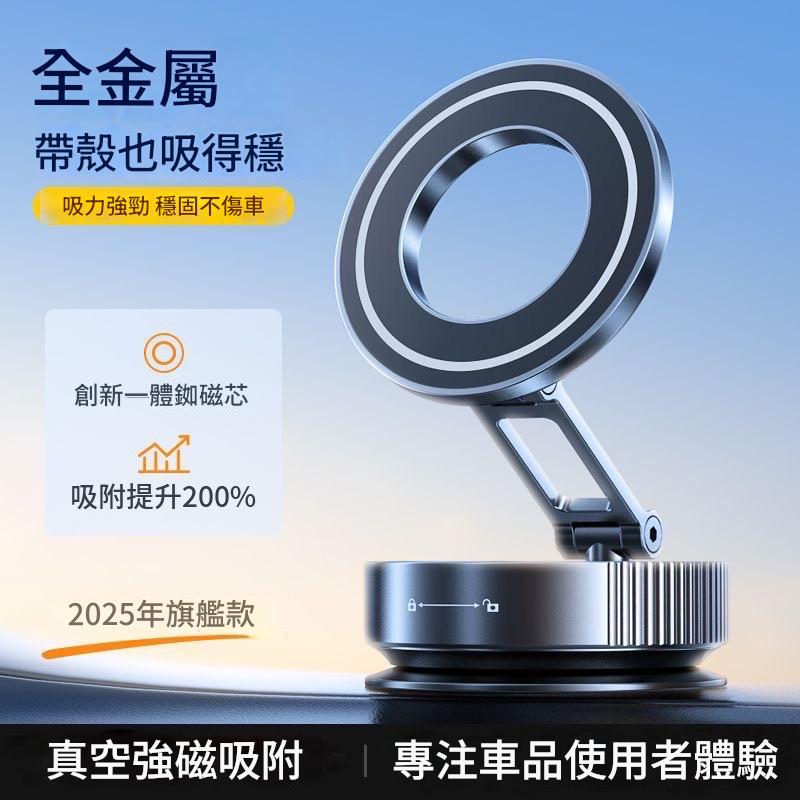 全金屬
帶殼也吸得穩
吸力強勁 穩固不傷車
創新一體銣磁芯
吸附提升200%
2025年旗艦款
真空強磁吸附
專注車品使用者體驗